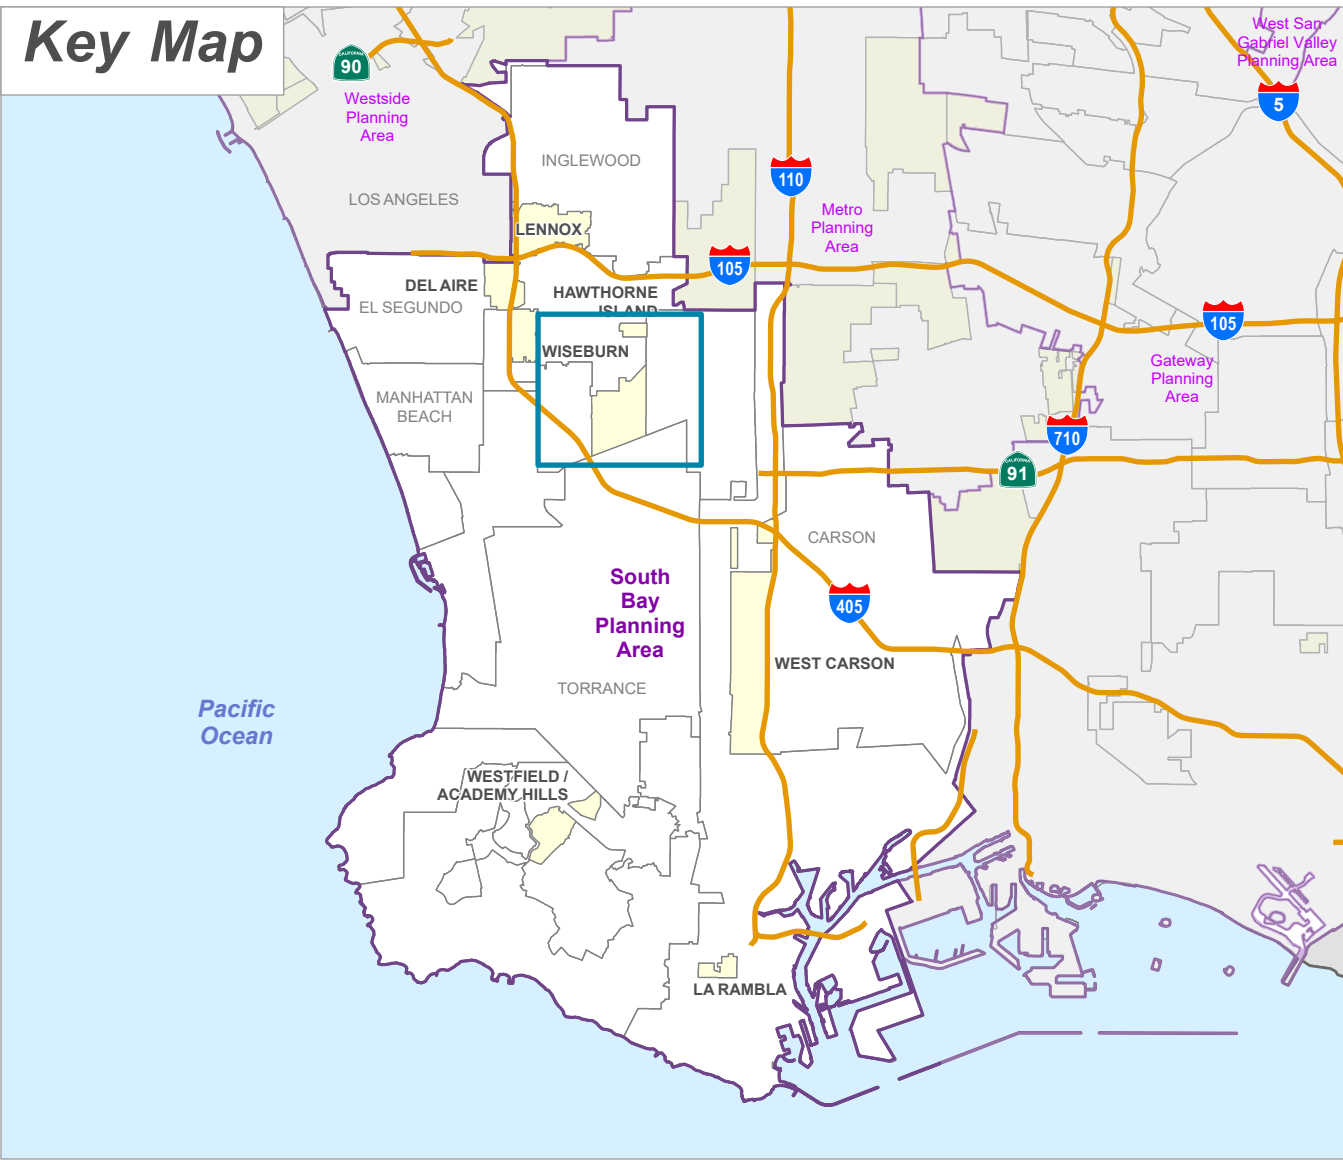 Key Map
West San
Gabriel Valley
Planning Area
CALIFORNIA
90
5
Westside
Planning
Area
INGLEWOOD
110
LOS ANGELES
Metro
Planning
Area
LENNOX
105
DEL AIRE
EL SEGUNDO
HAWTHORNE
ISLAND
105
WISEBURN
Gateway
Planning
Area
MANHATTAN
BEACH
710
CALIFORNIA
91
CARSON
South
Bay
Planning
Area
405
WEST CARSON
TORRANCE
Pacific
Ocean
WESTFIELD /
ACADEMY HILLS
LA RAMBLA